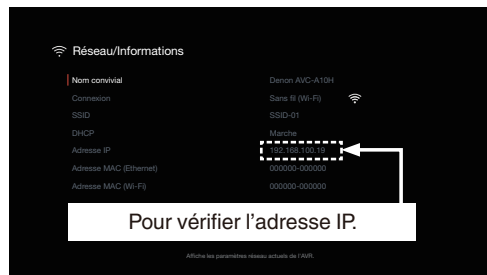 Réseau/Informations
Nom convivial Denon AVC-A10H
Connexion Sans fil (Wi-Fi)
SSID SSID-01
DHCP Marche
Adresse IP 192.168.100.19
Adresse MAC (Ethernet) 000000-000000
Adresse MAC (Wi-Fi) 000000-000000
Pour vérifier l’adresse IP.
Affiche les paramètres réseau actuels de l’AVR.